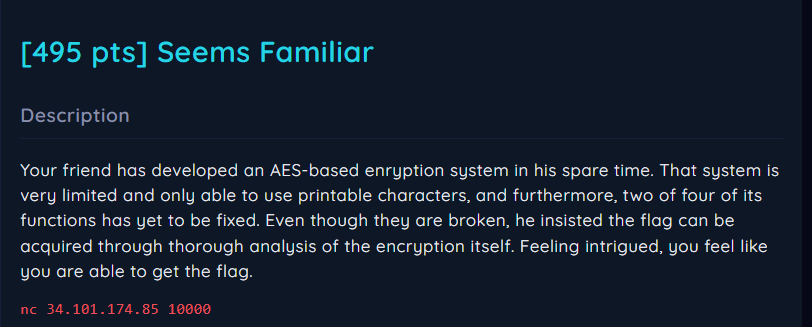 [495 pts] Seems Familiar
Description
Your friend has developed an AES-based enryption system in his spare time. That system is
very limited and only able to use printable characters, and furthermore, two of four of its
functions has yet to be fixed. Even though they are broken, he insisted the flag can be
acquired through thorough analysis of the encryption itself. Feeling intrigued, you feel like
you are able to get the flag.
nc 34.101.174.85 10000